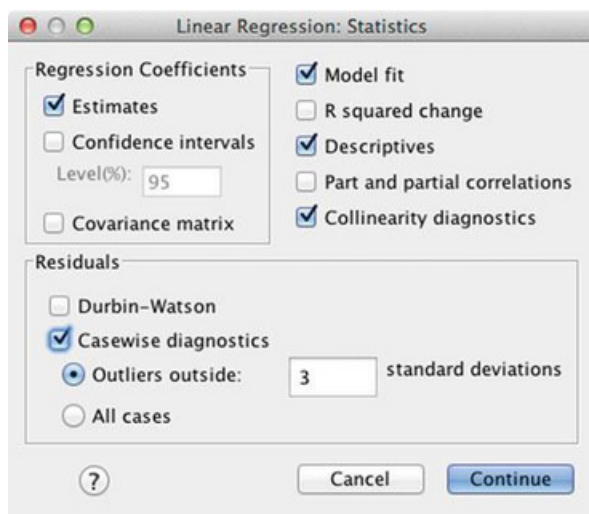 Linear Regression: Statistics
Regression Coefficients
Estimates
Confidence intervals
Level(%): 95
Covariance matrix
Model fit
R squared change
Descriptives
Part and partial correlations
Collinearity diagnostics
Residuals
Durbin-Watson
Casewise diagnostics
Outliers outside: 3 standard deviations
All cases
? Cancel Continue